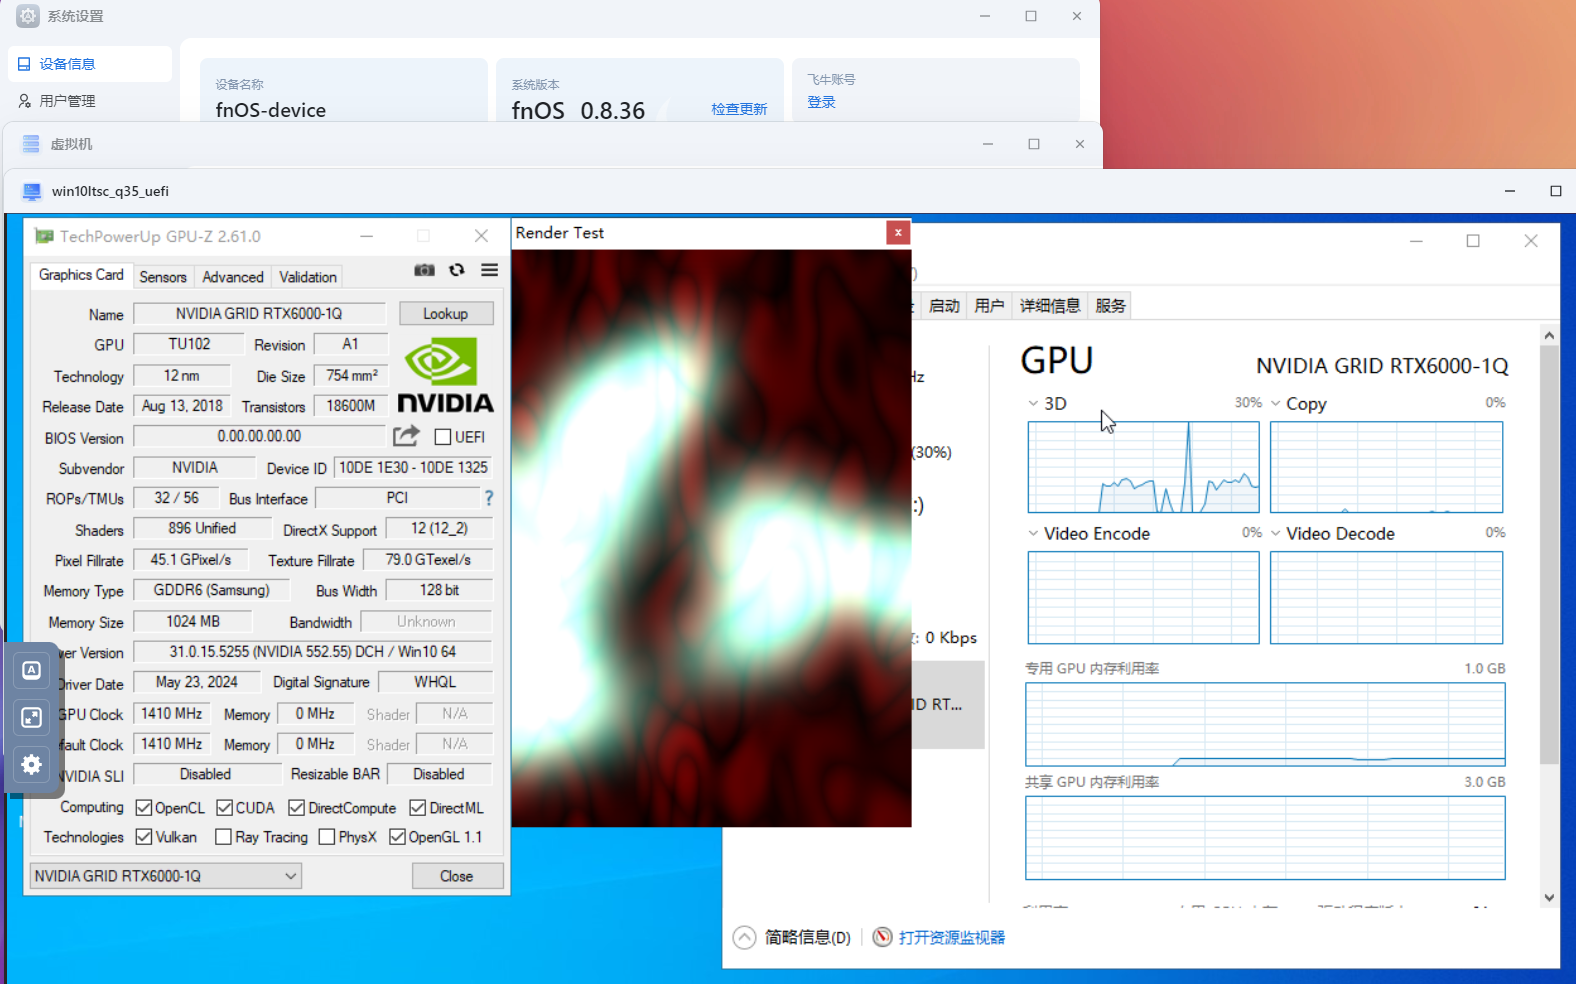 系统设置
设备信息
用户管理
设备名称
fnOS-device
系统版本
fnOS 0.8.36
检查更新
飞牛账号
登录
虚拟机
win10ltsc_q35_uefi
TechPowerUp GPU-Z 2.61.0
Graphics Card Sensors Advanced Validation
Name NVIDIA GRID RTX6000-1Q Lookup
GPU TU102 Revision A1
Technology 12 nm Die Size 754 mm²
Release Date Aug 13, 2018 Transistors 18600M
NVIDIA
BIOS Version 0.00.00.00.00 UEFI
Subvendor NVIDIA Device ID 10DE 1E30 - 10DE 1325
ROPs/TMUs 32 / 56 Bus Interface PCI ?
Shaders 896 Unified DirectX Support 12 (12_2)
Pixel Fillrate 45.1 GPixel/s Texture Fillrate 79.0 GTexel/s
Memory Type GDDR6 (Samsung) Bus Width 128 bit
Memory Size 1024 MB Bandwidth Unknown
ver Version 31.0.15.5255 (NVIDIA 552.55) DCH / Win10 64
Driver Date May 23, 2024 Digital Signature WHQL
GPU Clock 1410 MHz Memory 0 MHz Shader N/A
fault Clock 1410 MHz Memory 0 MHz Shader N/A
NVIDIA SLI Disabled Resizable BAR Disabled
Computing OpenCL CUDA DirectCompute DirectML
Technologies Vulkan Ray Tracing PhysX OpenGL 1.1
NVIDIA GRID RTX6000-1Q Close
Render Test
启动 用户 详细信息 服务
Hz
(30%)
:)
: 0 Kbps
ID RT...
GPU NVIDIA GRID RTX6000-1Q
3D 30% Copy 0%
Video Encode 0% Video Decode 0%
专用 GPU 内存利用率 1.0 GB
共享 GPU 内存利用率 3.0 GB
简略信息(D) 打开资源监视器